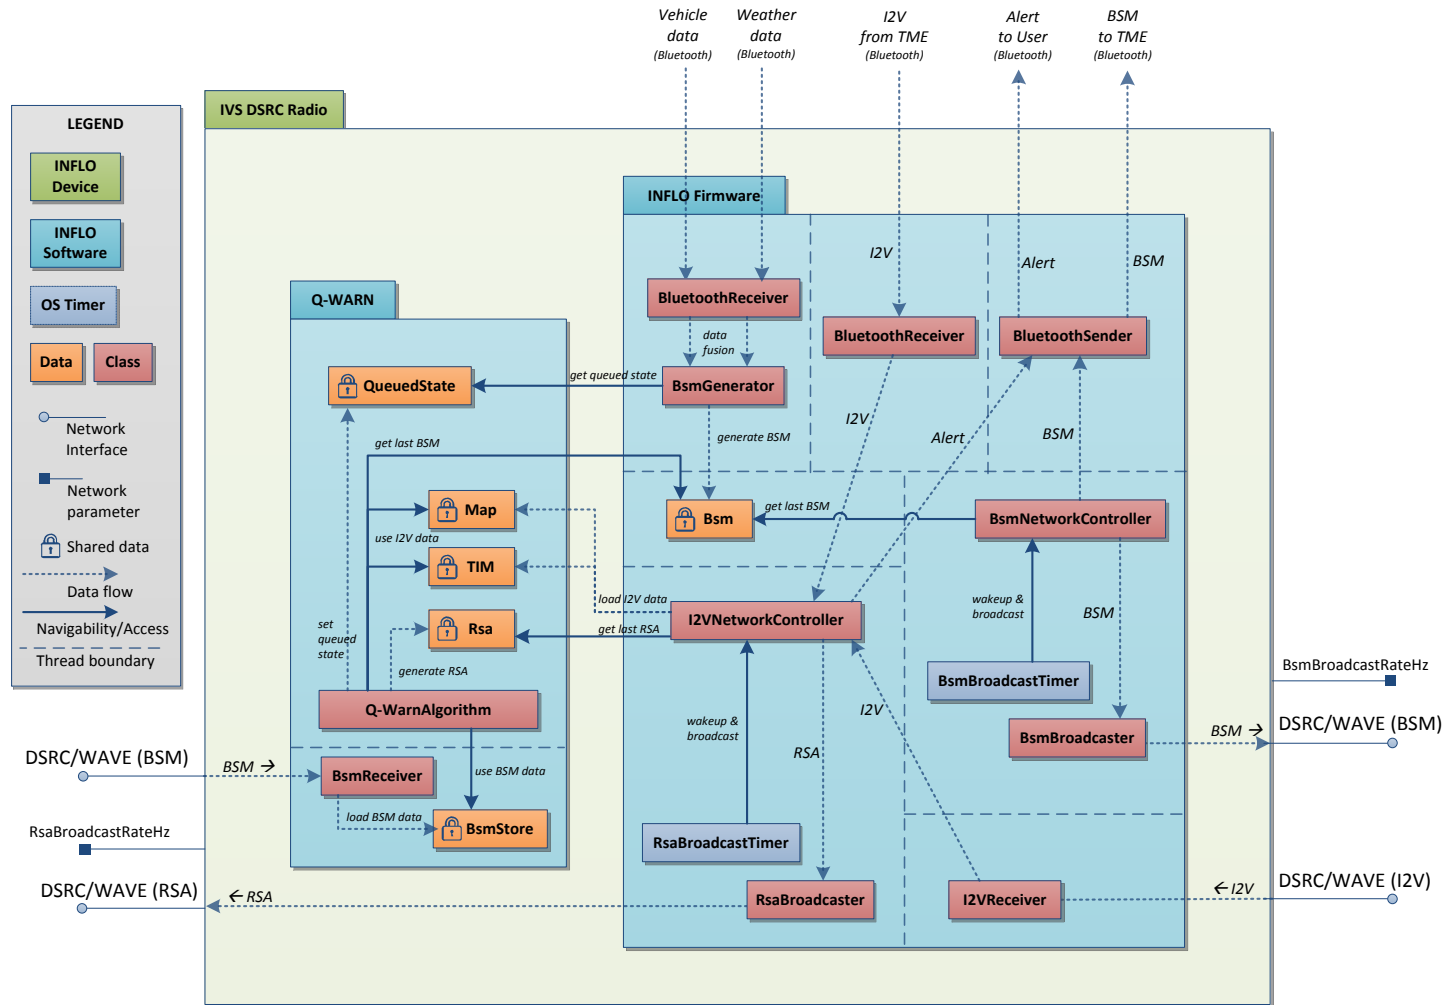 Vehicle
data
(Bluetooth)
Weather
data
(Bluetooth)
I2V
from TME
(Bluetooth)
Alert
to User
(Bluetooth)
BSM
to TME
(Bluetooth)
IVS DSRC Radio
LEGEND
INFLO
Device
INFLO
Software
OS Timer
Data
Class
Network
Interface
Network
parameter
Shared data
Data flow
Navigability/Access
Thread boundary
INFLO Firmware
I2V
Alert
BSM
BluetoothReceiver
data
fusion
BluetoothReceiver
BluetoothSender
Q-WARN
QueuedState
get queued state
BsmGenerator
I2V
Alert
BSM
get last BSM
generate BSM
Map
use I2V data
TIM
Bsm
get last BSM
BsmNetworkController
load I2V data
Rsa
get last RSA
I2VNetworkController
wakeup &
broadcast
BSM
set
queued
state
generate RSA
BsmBroadcastTimer
BsmBroadcastRateHz
Q-WarnAlgorithm
wakeup &
broadcast
I2V
RSA
BsmBroadcaster
BSM →
DSRC/WAVE (BSM)
DSRC/WAVE (BSM)
BSM →
BsmReceiver
use BSM data
load BSM data
BsmStore
RsaBroadcastRateHz
RsaBroadcastTimer
DSRC/WAVE (RSA)
← RSA
RsaBroadcaster
I2VReceiver
← I2V
DSRC/WAVE (I2V)